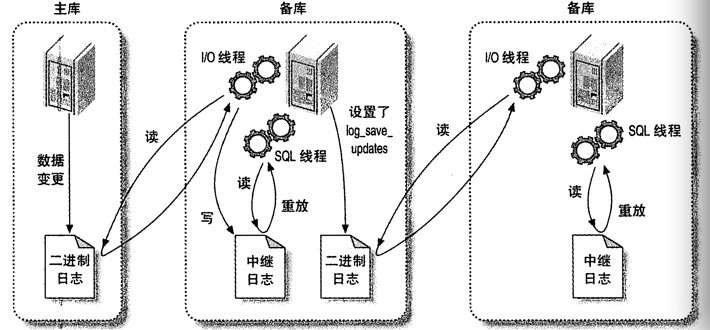 主库
备库
备库
I/O 线程
I/O 线程
设置了
log_save_
updates
读
读
SQL 线程
SQL 线程
数据
变更
读
重放
读
重放
写
二进制
日志
中继
日志
二进制
日志
中继
日志